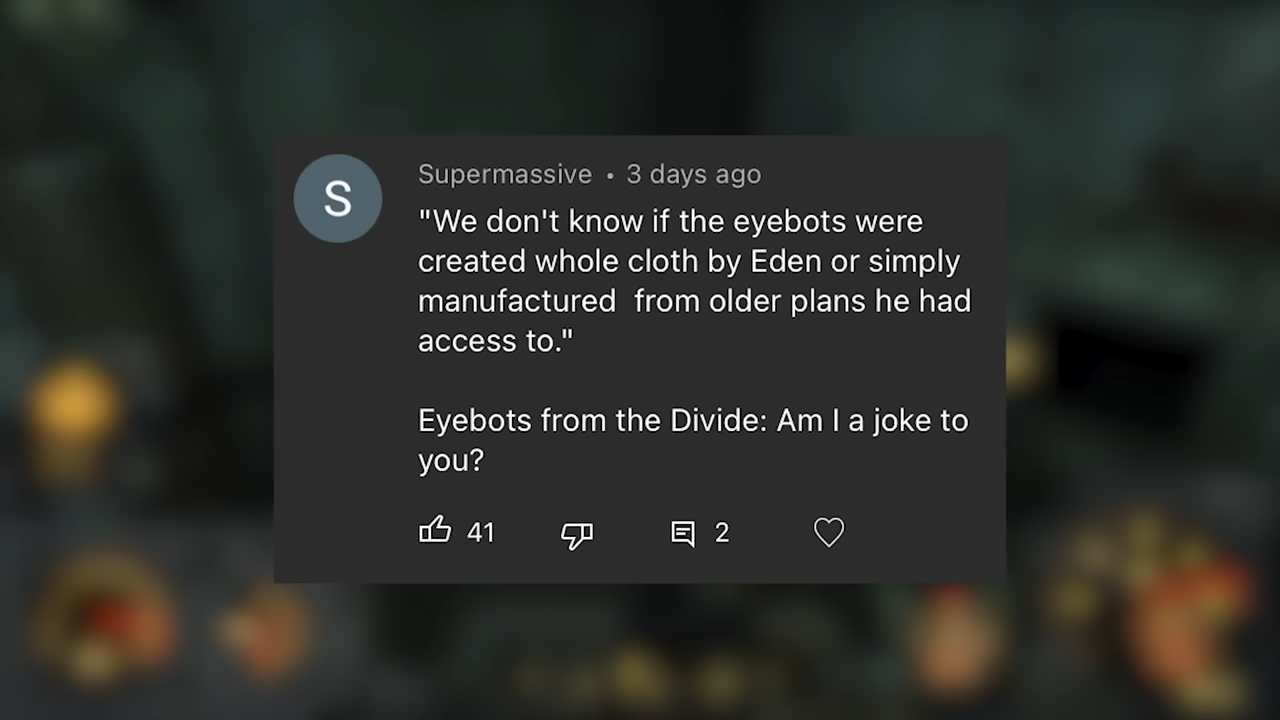 S
Supermassive • 3 days ago
"We don't know if the eyebots were
created whole cloth by Eden or simply
manufactured  from older plans he had
access to."
Eyebots from the Divide: Am I a joke to
you?
41 2